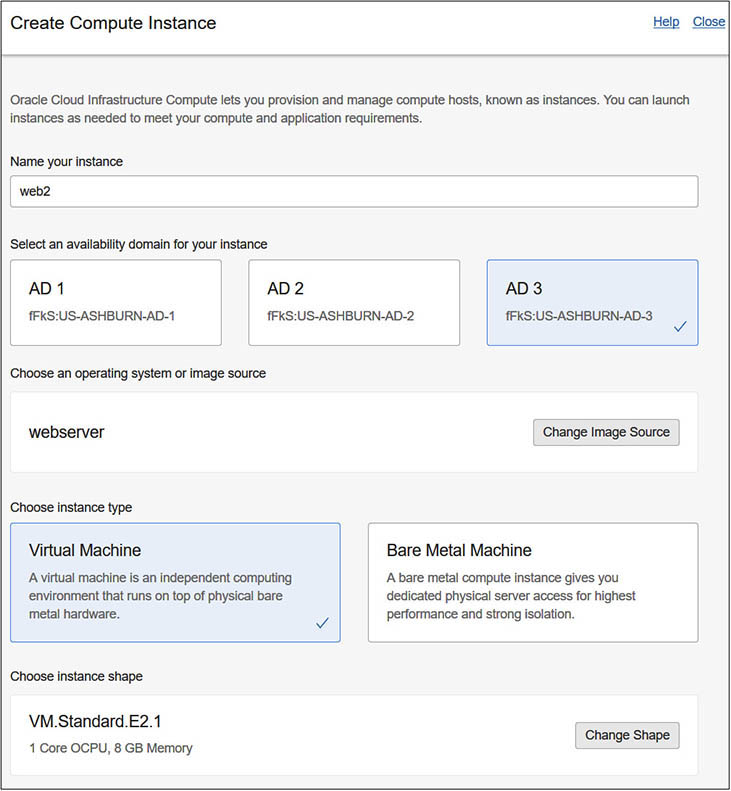 Create Compute Instance
Help Close
Oracle Cloud Infrastructure Compute lets you provision and manage compute hosts, known as instances. You can launch
instances as needed to meet your compute and application requirements.
Name your instance
web2
Select an availability domain for your instance
AD 1
fFkS:US-ASHBURN-AD-1
AD 2
fFkS:US-ASHBURN-AD-2
AD 3
fFkS:US-ASHBURN-AD-3
Choose an operating system or image source
webserver
Change Image Source
Choose instance type
Virtual Machine
A virtual machine is an independent computing
environment that runs on top of physical bare
metal hardware.
Bare Metal Machine
A bare metal compute instance gives you
dedicated physical server access for highest
performance and strong isolation.
Choose instance shape
VM.Standard.E2.1
1 Core OCPU, 8 GB Memory
Change Shape